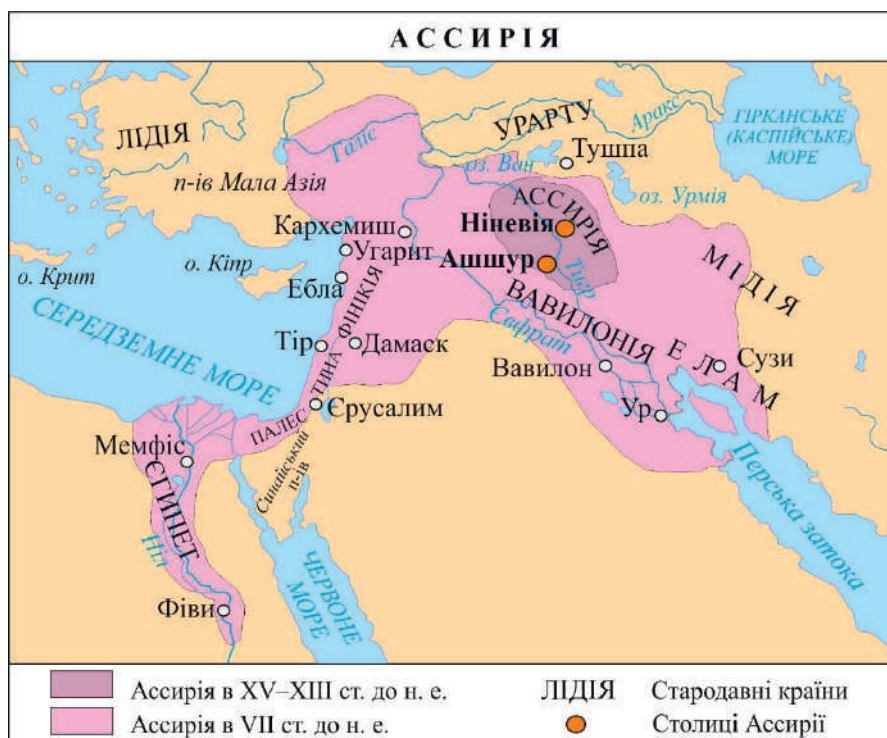 АССИРІЯ
ЛІДІЯ
Галіс
УРАРТУ
Аракс
ГІРКАНСЬКЕ
(КАСПІЙСЬКЕ)
МОРЕ
оз. Ван
Тушпа
п-ів Мала Азія
оз. Урмія
АССИРІЯ
Кархемиш
Ніневія
Угарит
о. Крит
о. Кіпр
Ашшур
Тигр
МІДІЯ
Ебла
ФІНІКІЯ
ВАВИЛОНІЯ
СЕРЕДЗЕМНЕ МОРЕ
Євфрат
Тір
Дамаск
Вавилон
ЕЛАМ
Сузи
ПАЛЕСТИНА
Єрусалим
Ур
Мемфіс
Синайський
п-ів
ЄГИПЕТ
Перська затока
Ніл
ЧЕРВОНЕ
МОРЕ
Фіви
Ассирія в XV–XIII ст. до н. е.
ЛІДІЯ Стародавні країни
Ассирія в VII ст. до н. е.
Столиці Ассирії